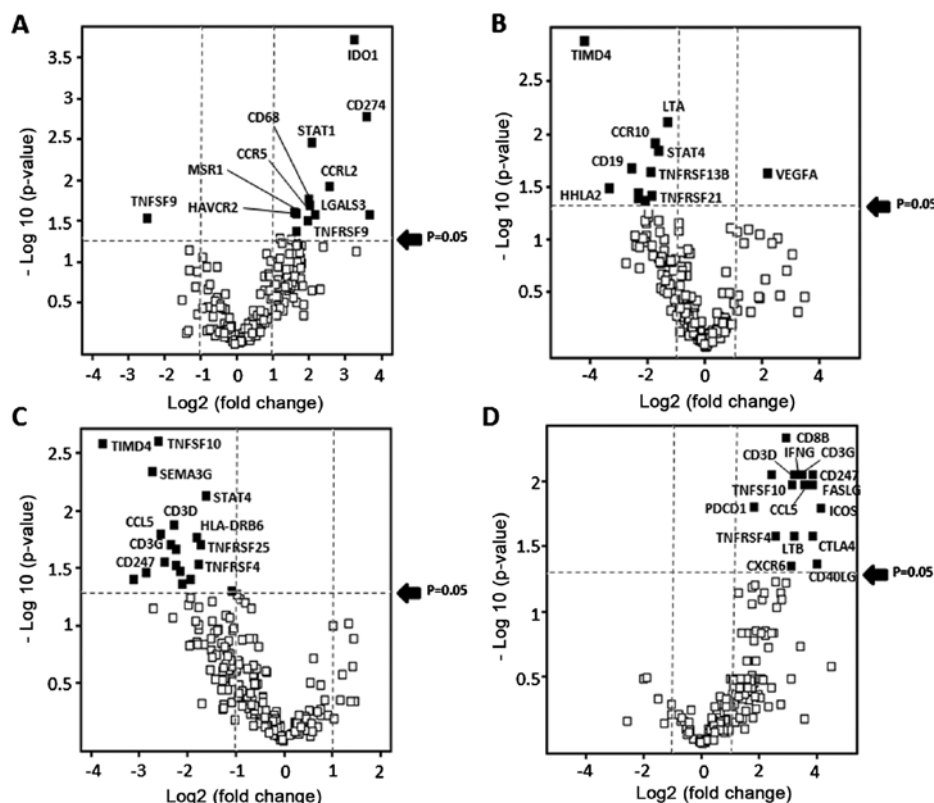 A
IDO1
3.5
CD274
3
CD68
STAT1
2.5
CCR5
CCRL2
MSR1
2
TNFSF9
HAVCR2
LGALS3
1.5
TNFRSF9
P=0.05
1
0.5
- Log 10 (p-value)
-4 -3 -2 -1 0 1 2 3 4
Log2 (fold change)
B
TIMD4
2.5
LTA
2
CCR10
STAT4
CD19
TNFRSF13B
VEGFA
1.5
HHLA2
TNFRSF21
P=0.05
1
0.5
- Log 10 (p-value)
-4 -2 0 2 4
Log2 (fold change)
C
TIMD4
TNFSF10
2.5
SEMA3G
STAT4
2
CCL5
CD3D
HLA-DRB6
CD3G
TNFRSF25
1.5
CD247
TNFRSF4
P=0.05
1
0.5
- Log 10 (p-value)
-4 -3 -2 -1 0 1 2
Log2 (fold change)
D
CD8B
IFNG
CD3D
CD3G
2
CD247
TNFSF10
FASLG
PDCD1
CCL5
ICOS
TNFRSF4
LTB
CTLA4
1.5
CXCR6
CD40LG
P=0.05
1
0.5
- Log 10 (p-value)
-4 -2 0 2 4
Log2 (fold change)